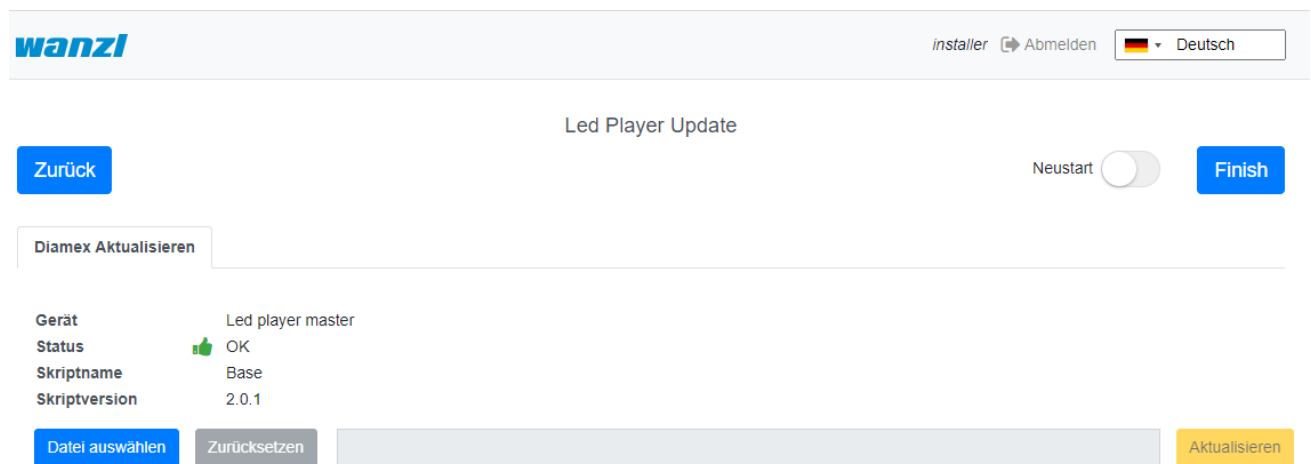 wanzl
installer Abmelden Deutsch
Led Player Update
Zurück Neustart Finish
Diamex Aktualisieren
Gerät Led player master
Status OK
Skriptname Base
Skriptversion 2.0.1
Datei auswählen Zurücksetzen Aktualisieren